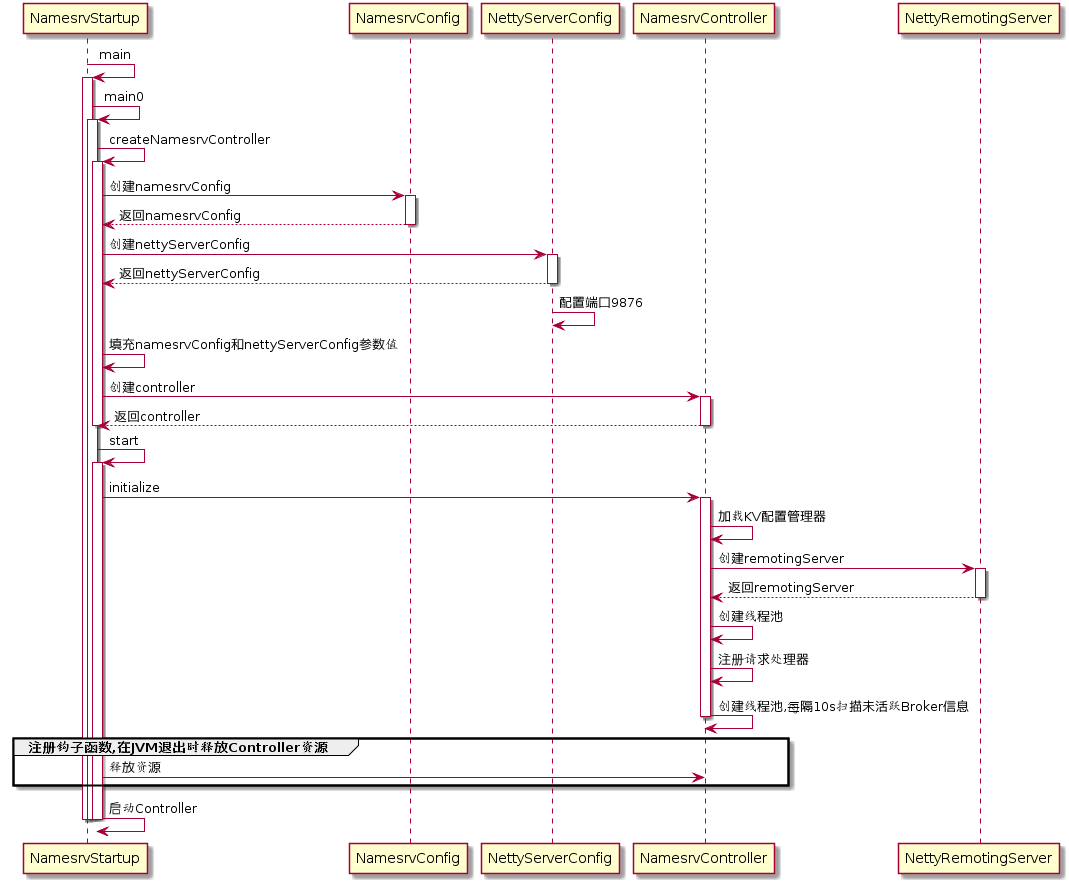 NamesrvStartup
NamesrvConfig
NettyServerConfig
NamesrvController
NettyRemotingServer
main
main0
createNamesrvController
创建namesrvConfig
返回namesrvConfig
创建nettyServerConfig
返回nettyServerConfig
配置端口9876
填充namesrvConfig和nettyServerConfig参数值
创建controller
返回controller
start
initialize
加载KV配置管理器
创建remotingServer
返回remotingServer
创建线程池
注册请求处理器
创建线程池,每隔10s扫描未活跃Broker信息
注册钩子函数,在JVM退出时释放Controller资源
释放资源
启动Controller
NamesrvStartup
NamesrvConfig
NettyServerConfig
NamesrvController
NettyRemotingServer